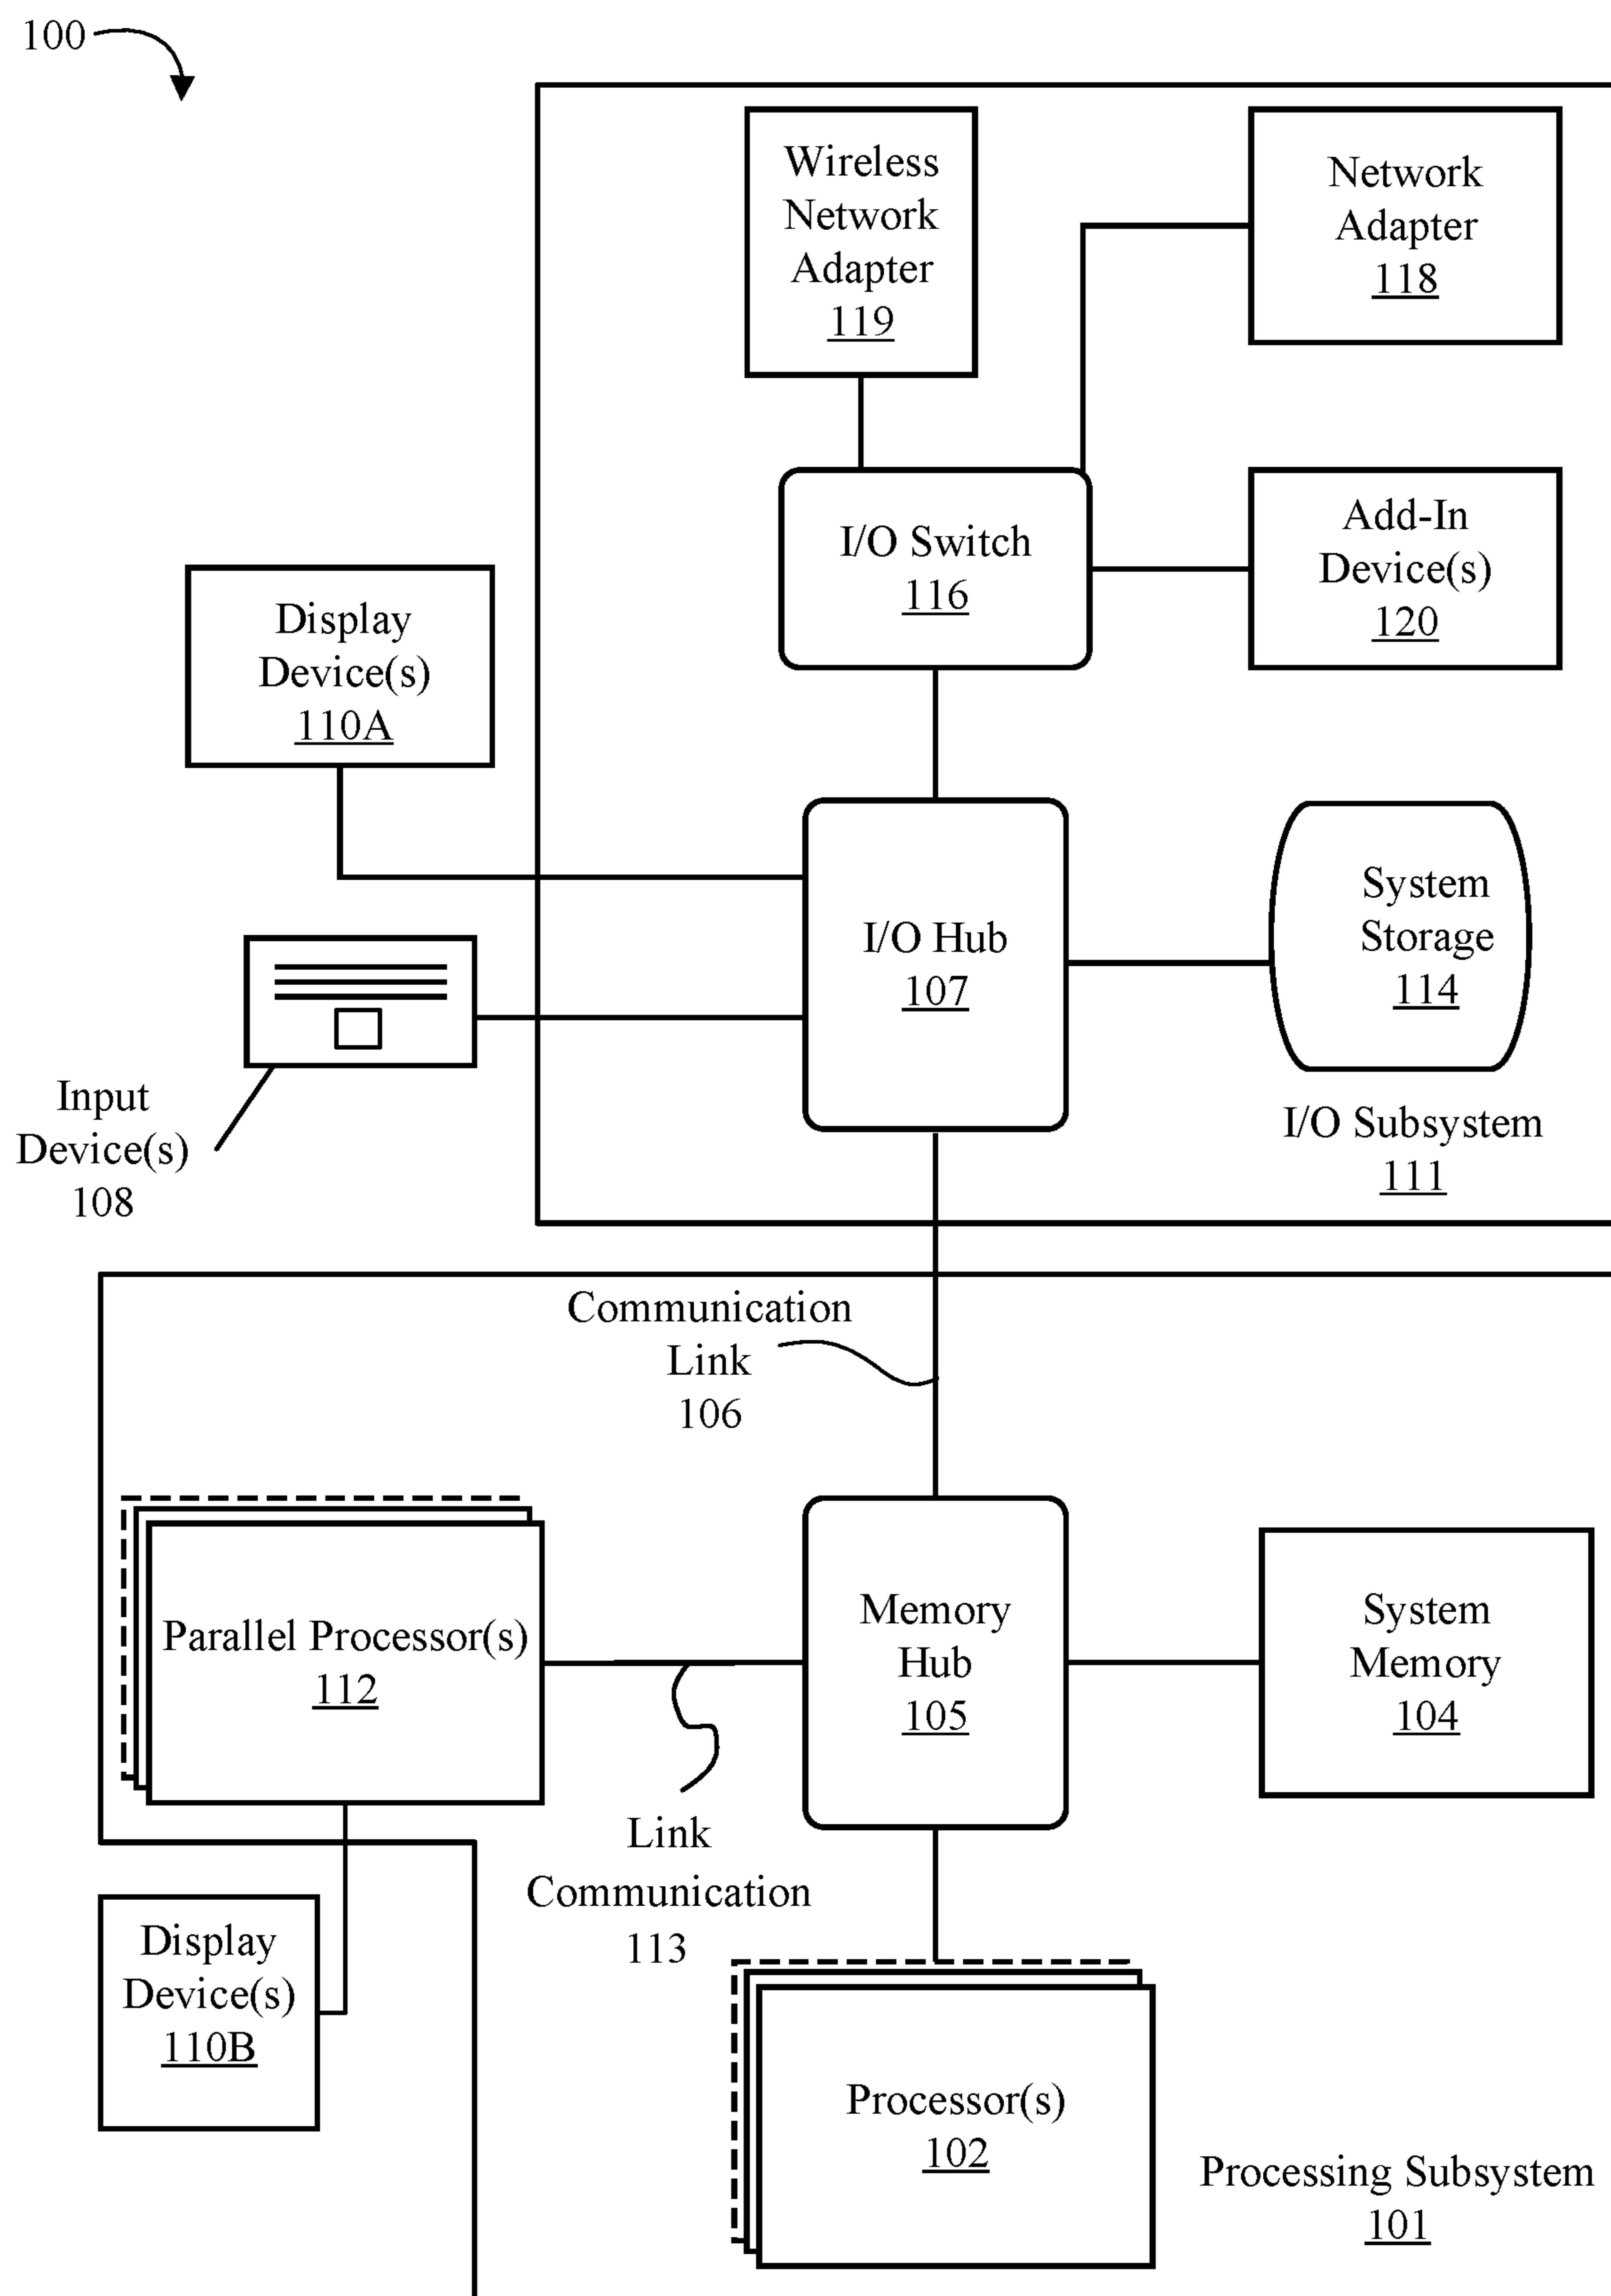 100
Wireless
Network
Adapter
119
Network
Adapter
118
I/O Switch
116
Add-In
Device(s)
120
Display
Device(s)
110A
I/O Hub
107
System
Storage
114
Input
Device(s)
108
I/O Subsystem
111
Communication
Link
106
Parallel Processor(s)
112
Memory
Hub
105
System
Memory
104
Link
Communication
113
Display
Device(s)
110B
Processor(s)
102
Processing Subsystem
101